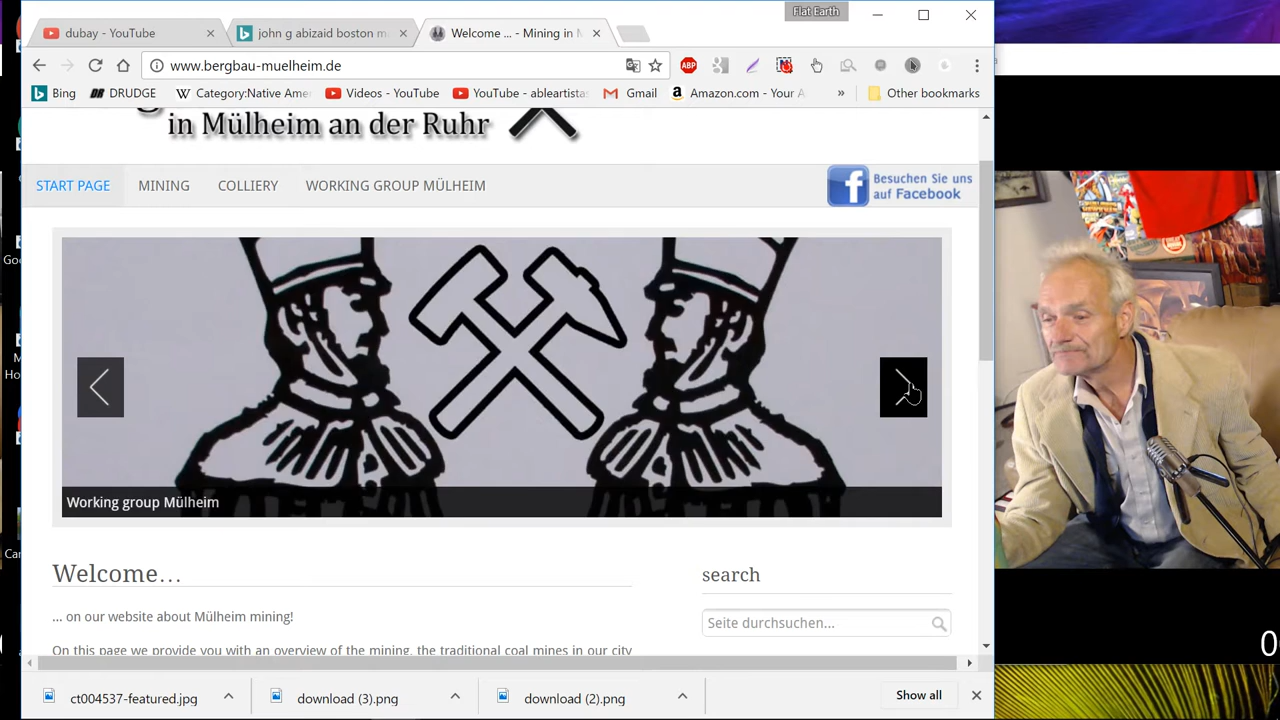 Flat Earth
dubay - YouTube
john g abizaid boston m
Welcome ... - Mining in M
www.bergbau-muelheim.de
ABP
Bing
DRUDGE
Category:Native Amer
Videos - YouTube
YouTube - ableartista
Gmail
Amazon.com - Your A
»
Other bookmarks
in Mülheim an der Ruhr
START PAGE
MINING
COLLIERY
WORKING GROUP MÜLHEIM
Besuchen Sie uns
auf Facebook
Working group Mülheim
Welcome…
search
... on our website about Mülheim mining!
Seite durchsuchen...
On this page we provide you with an overview of the mining, the traditional coal mines in our city
ct004537-featured.jpg
download (3).png
download (2).png
Show all